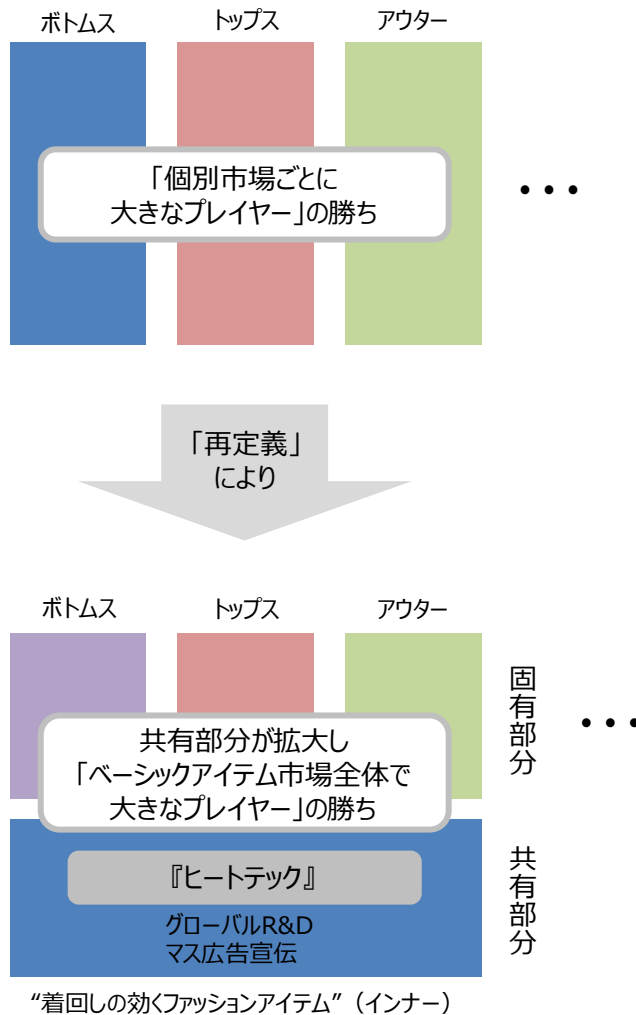 ボトムス
トップス
アウター
「個別市場ごとに
大きなプレイヤー」の勝ち
・・・
「再定義」
により
ボトムス
トップス
アウター
固有部分
・・・
共有部分が拡大し
「ベーシックアイテム市場全体で
大きなプレイヤー」の勝ち
『ヒートテック』
グローバルR&D
マス広告宣伝
共有部分
“着回しの効くファッションアイテム”（インナー）